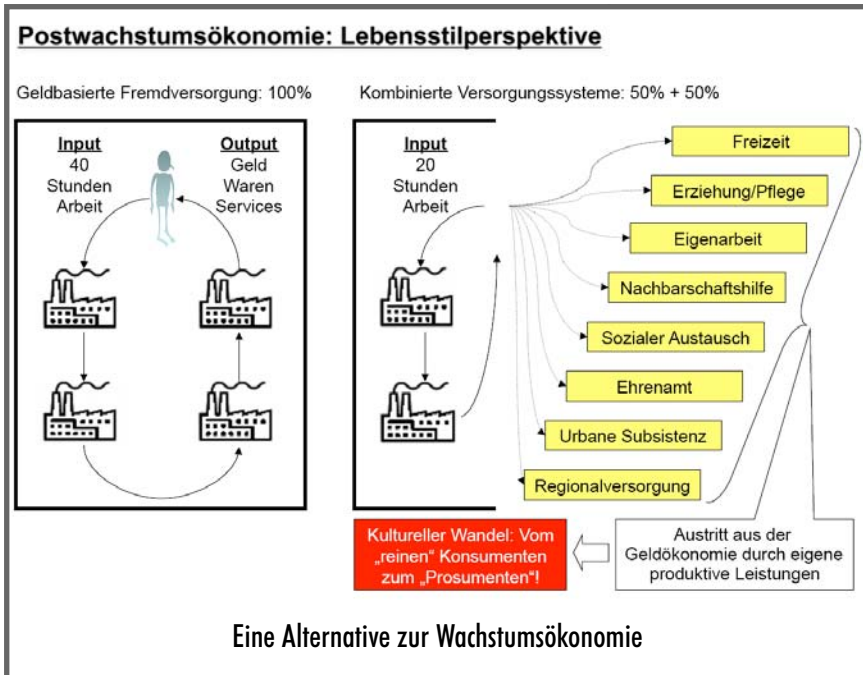 Postwachstumsökonomie: Lebensstilperspektive
Geldbasierte Fremdversorgung: 100%
Kombinierte Versorgungssysteme: 50% + 50%
Input
40
Stunden
Arbeit
Output
Geld
Waren
Services
Input
20
Stunden
Arbeit
Freizeit
Erziehung/Pflege
Eigenarbeit
Nachbarschaftshilfe
Sozialer Austausch
Ehrenamt
Urbane Subsistenz
Regionalversorgung
Kultureller Wandel: Vom
„reinen“ Konsumenten
zum „Prosumenten“!
Austritt aus der
Geldökonomie durch eigene
produktive Leistungen
Eine Alternative zur Wachstumsökonomie